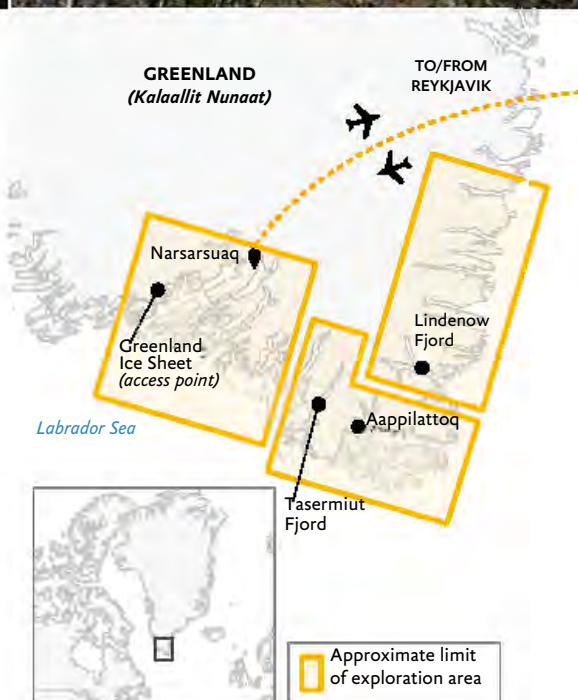 GREENLAND
(Kalaallit Nunaat)
TO/FROM
REYKJAVIK
Narsarsuaq
Greenland
Ice Sheet
(access point)
Lindenow
Fjord
Aappilattoq
Labrador Sea
Tasermiut
Fjord
Approximate limit
of exploration area